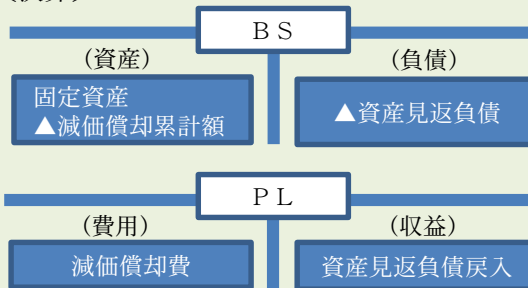 ＢＳ
(資産)
(負債)
固定資産
▲減価償却累計額
▲資産見返負債
ＰＬ
(費用)
(収益)
減価償却費
資産見返負債戻入